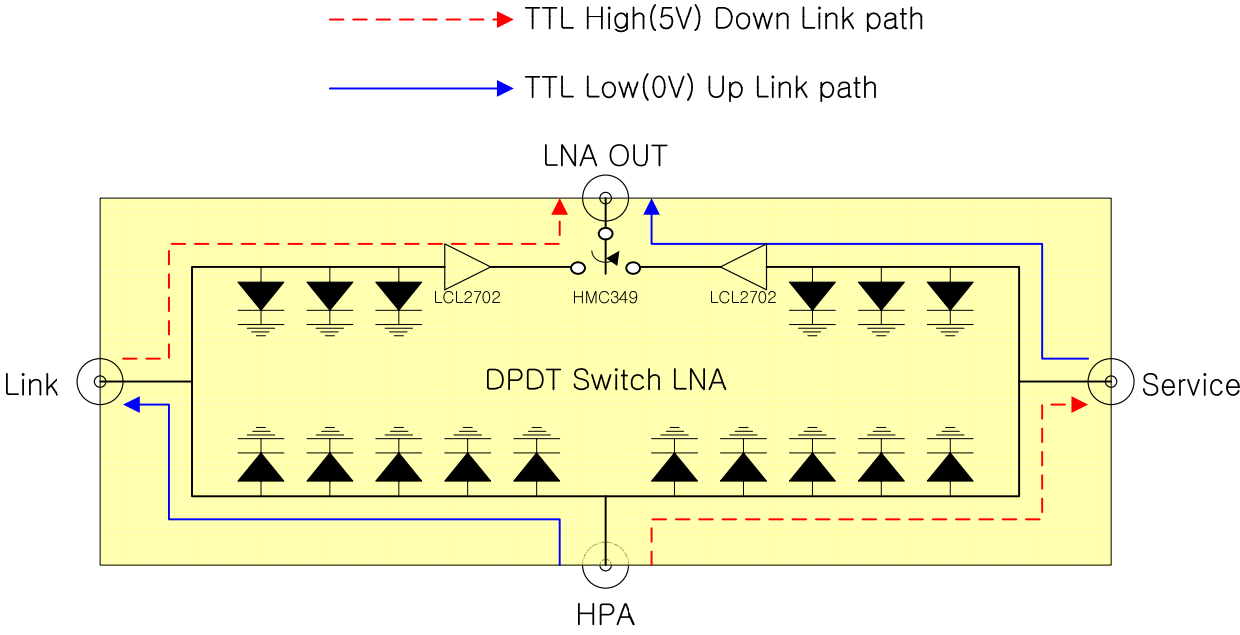 TTL High(5V) Down Link path
TTL Low(0V) Up Link path
LNA OUT
LCL2702
HMC349
LCL2702
Link
DPDT Switch LNA
Service
HPA